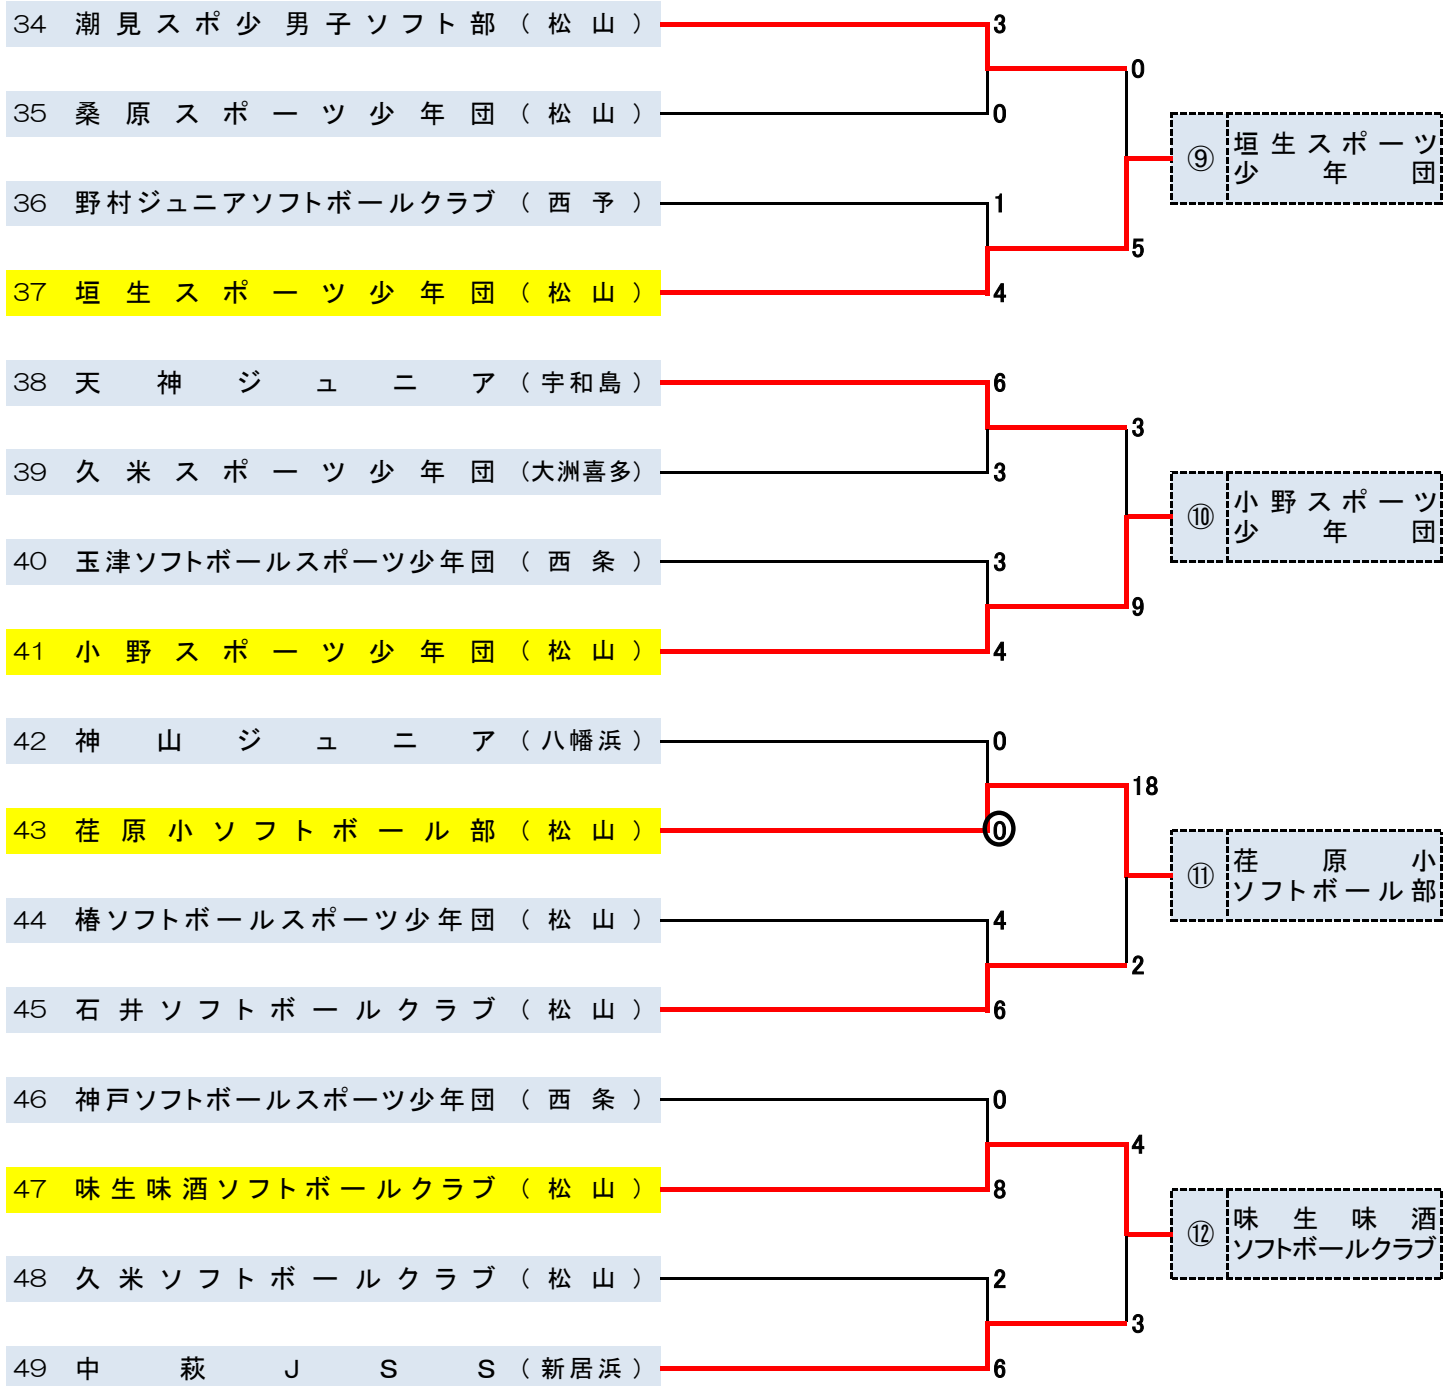 34 潮見スポ少男子ソフト部（松山） 3
0
35 桑原スポーツ少年団（松山） 0
⑨ 垣生スポーツ
少年団
36 野村ジュニアソフトボールクラブ（西予） 1
5
37 垣生スポーツ少年団（松山） 4
38 天神ジュニア（宇和島） 6
3
39 久米スポーツ少年団（大洲喜多） 3
⑩ 小野スポーツ
少年団
40 玉津ソフトボールスポーツ少年団（西条） 3
9
41 小野スポーツ少年団（松山） 4
42 神山ジュニア（八幡浜） 0
18
43 荏原小ソフトボール部（松山） 0
⑪ 荏原小
ソフトボール部
44 椿ソフトボールスポーツ少年団（松山） 4
2
45 石井ソフトボールクラブ（松山） 6
46 神戸ソフトボールスポーツ少年団（西条） 0
4
47 味生味酒ソフトボールクラブ（松山） 8
⑫ 味生味酒
ソフトボールクラブ
48 久米ソフトボールクラブ（松山） 2
3
49 中萩JSS（新居浜） 6